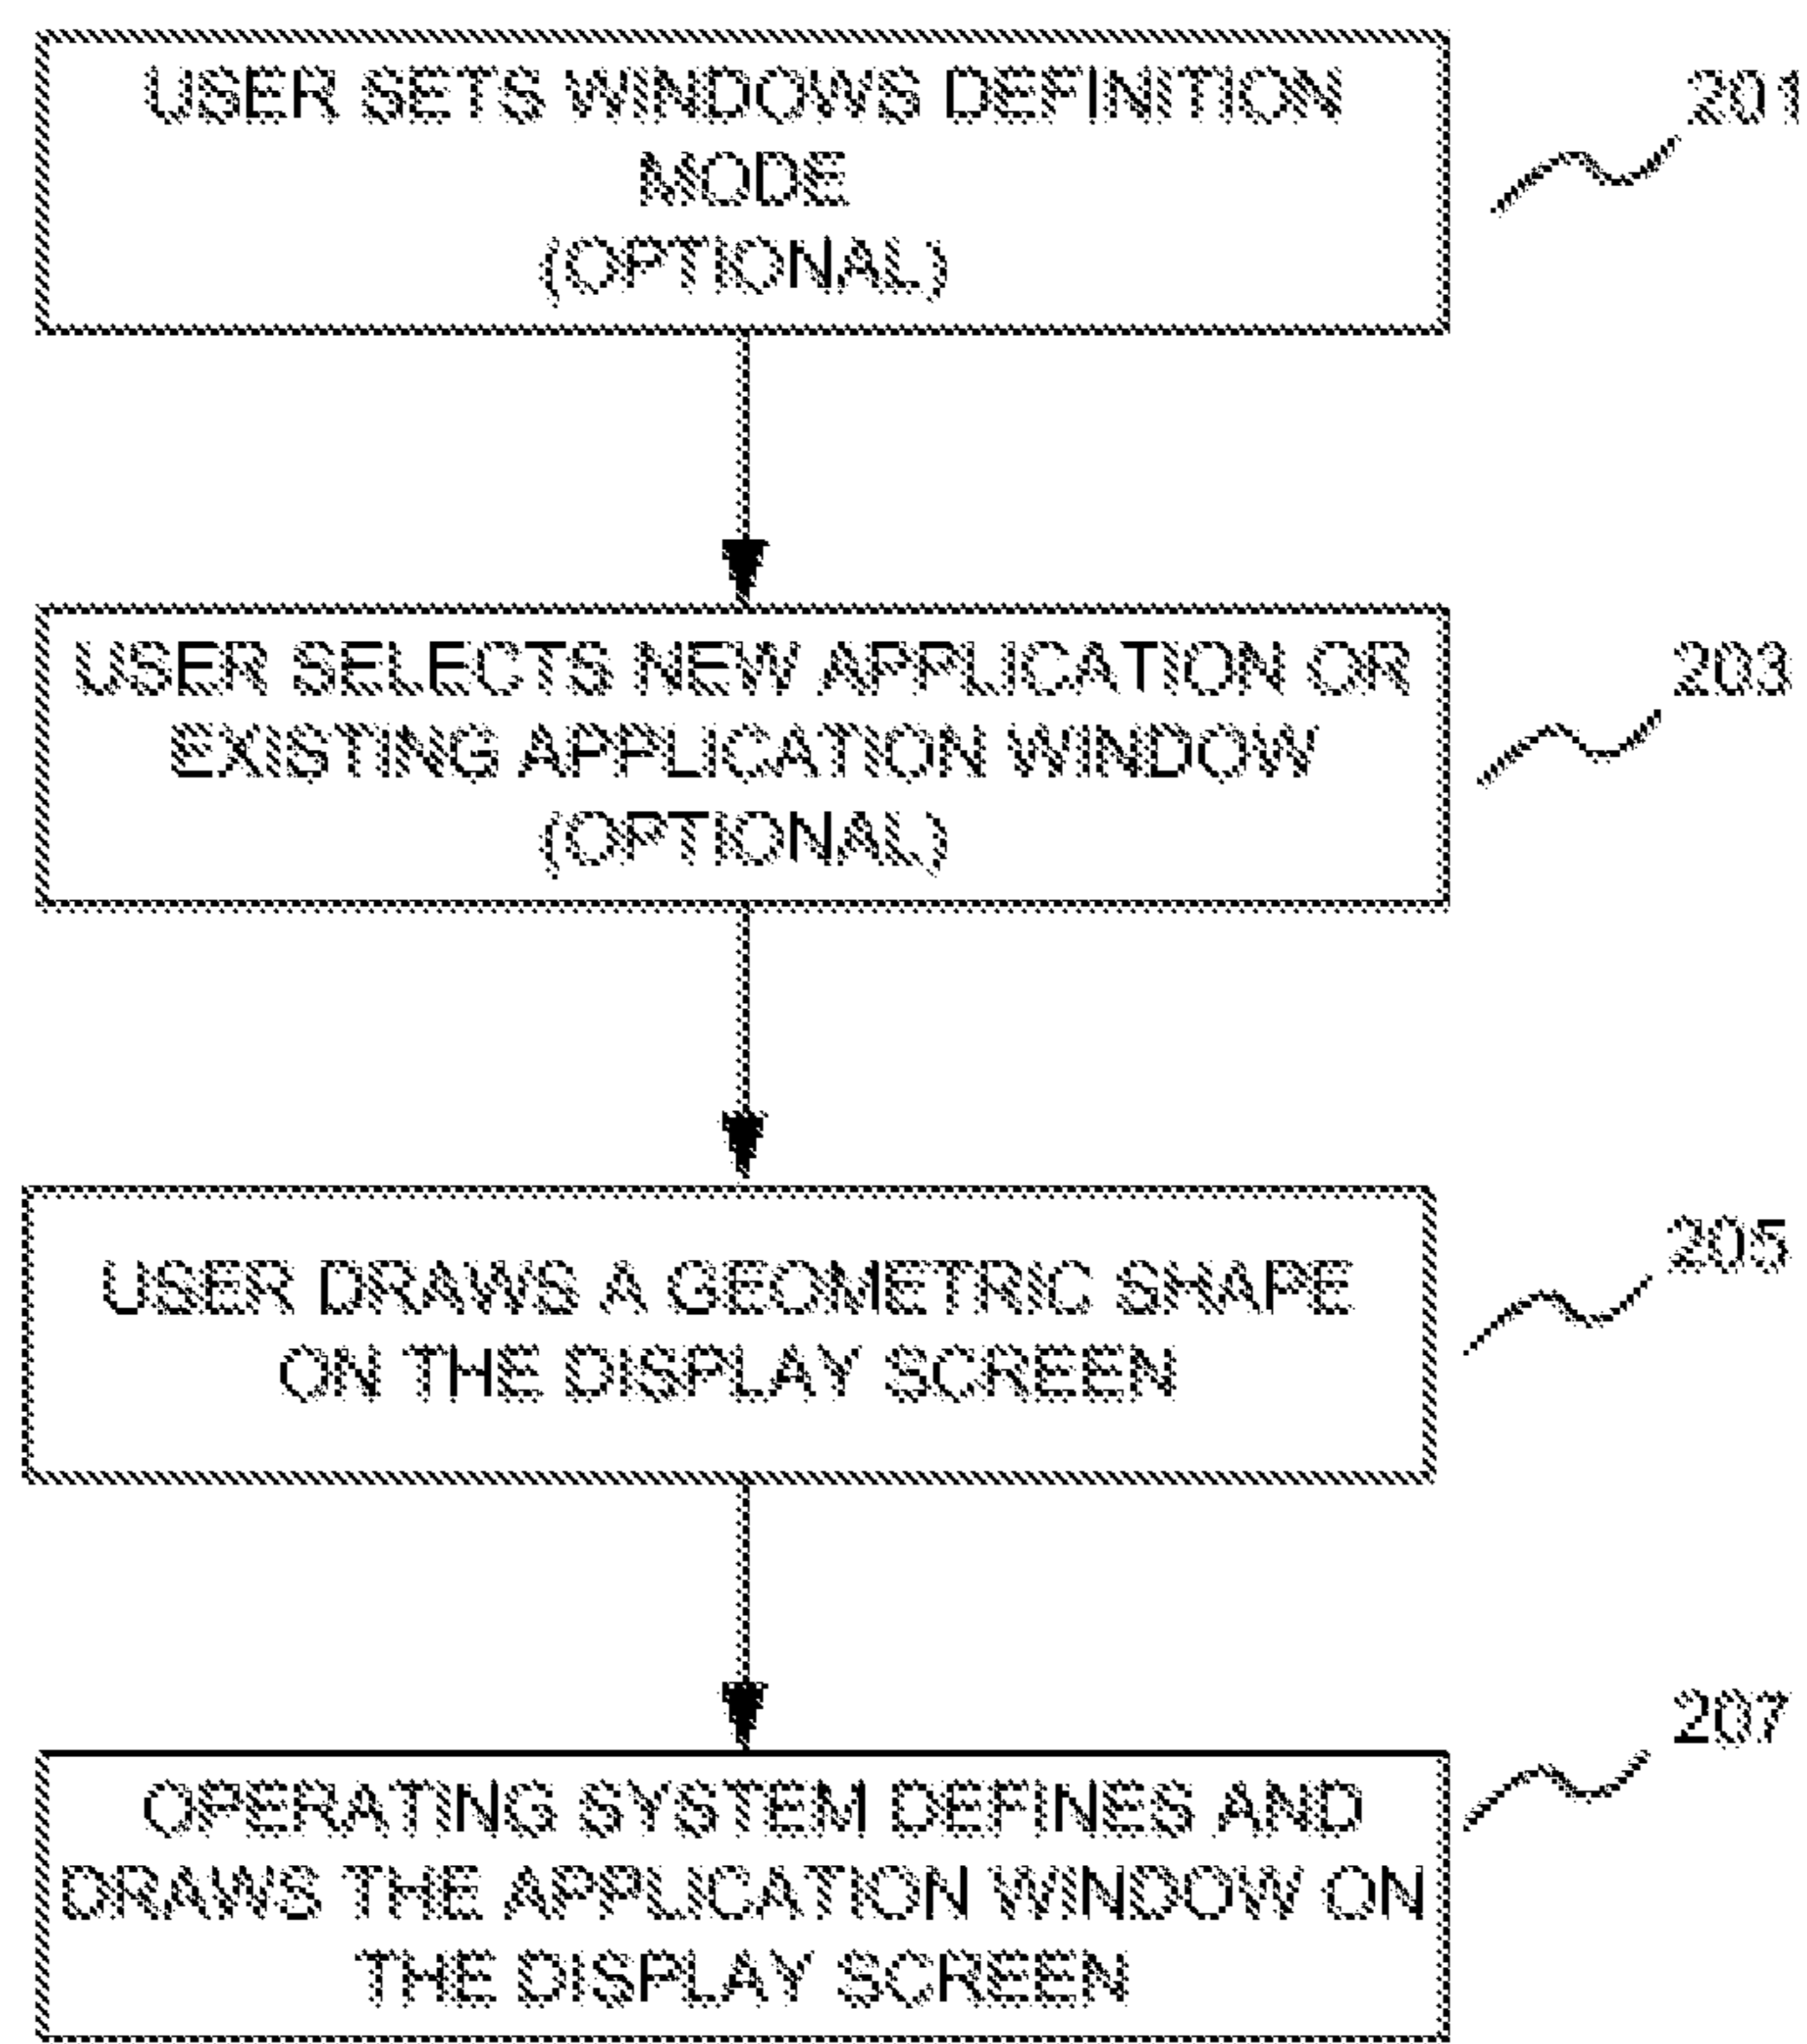 USER SETS WINDOWS DEFINITION
MODE
(OPTIONAL)
201
USER SELECTS NEW APPLICATION OR
EXISTING APPLICATION WINDOW
(OPTIONAL)
203
USER DRAWS A GEOMETRIC SHAPE
ON THE DISPLAY SCREEN
205
OPERATING SYSTEM DEFINES AND
DRAWS THE APPLICATION WINDOW ON
THE DISPLAY SCREEN
207